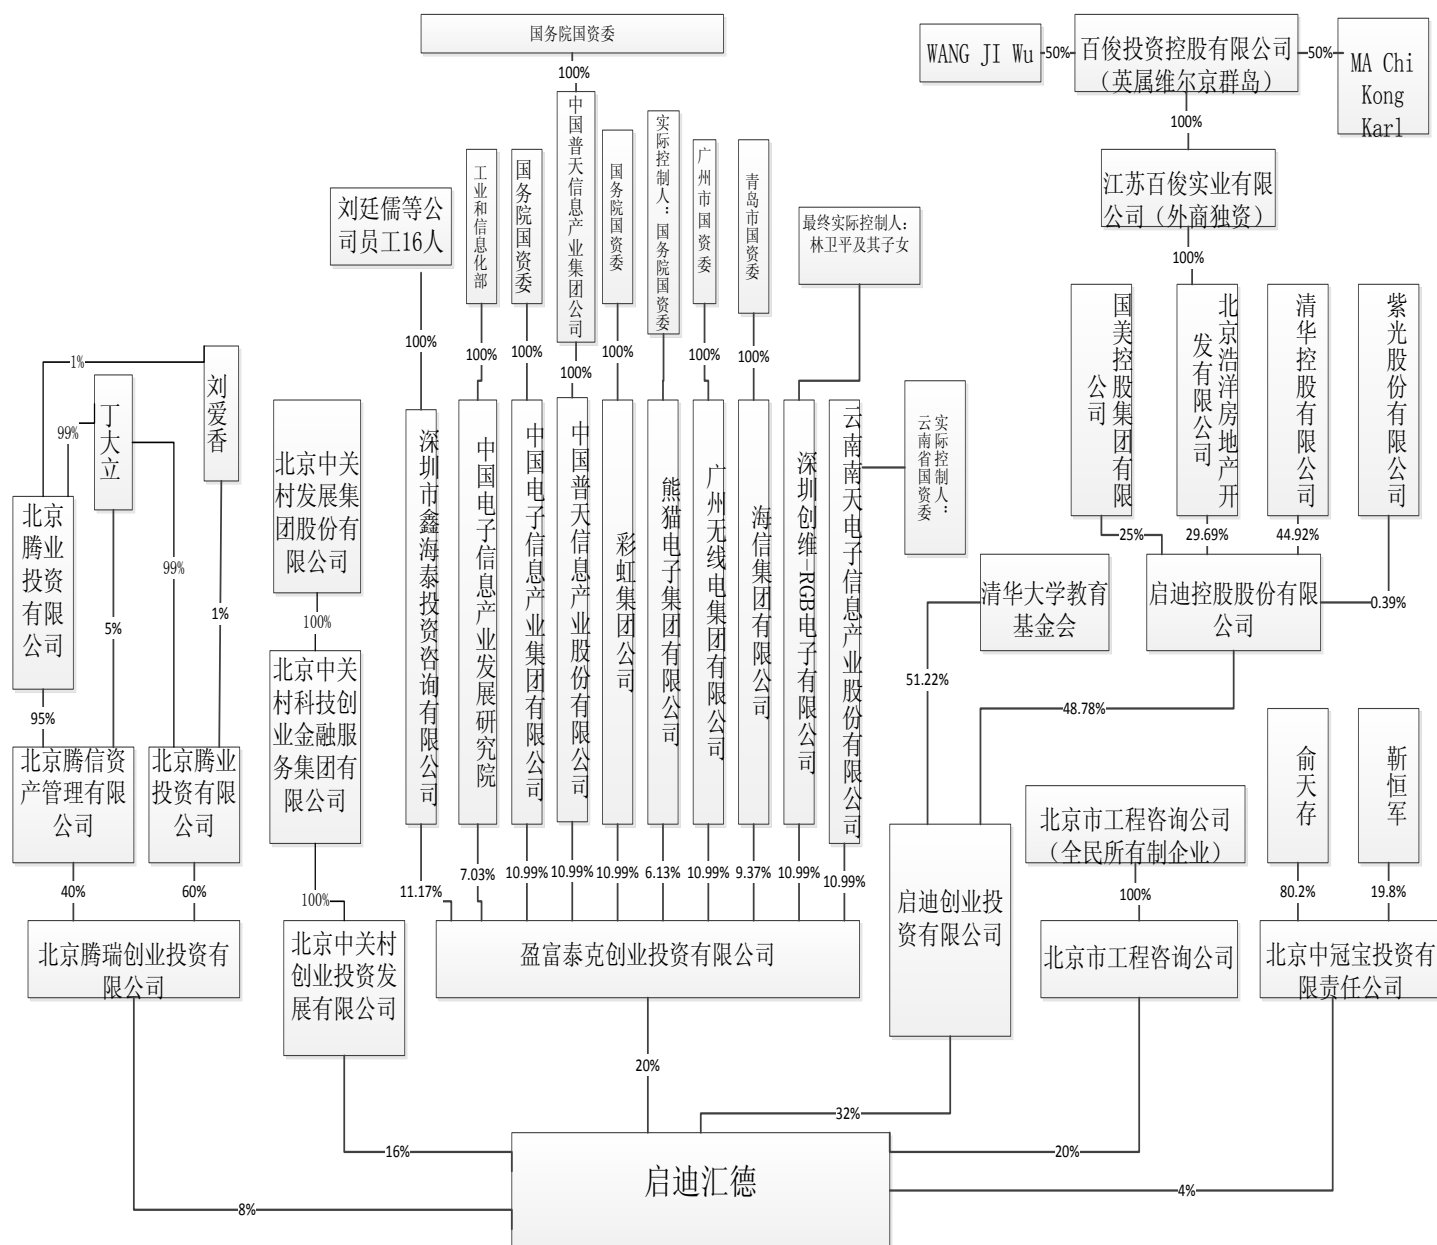 国务院国资委
WANG JI Wu
50%
百俊投资控股有限公司
（英属维尔京群岛）
50%
MA Chi
Kong
Karl
100%
100%
中国普天信息产业集团公司
实际控制人：国务院国资委
国务院国资委
广州市国资委
青岛市国资委
工业和信息化部
国务院国资委
江苏百俊实业有限
公司（外商独资）
刘廷儒等公
司员工16人
最终实际控制人：
林卫平及其子女
100%
国美控股集团有限
公司
北京浩洋房地产开
发有限公司
清华控股有限公司
紫光股份有限公司
100%
100%
100%
100%
100%
100%
100%
1%
刘爱香
丁大立
99%
99%
北京中关
村发展集
团股份有
限公司
深圳市鑫海泰投资咨询有限公司
中国电子信息产业发展研究院
中国电子信息产业集团有限公司
中国普天信息产业股份有限公司
彩虹集团公司
熊猫电子集团有限公司
广州无线电集团有限公司
海信集团有限公司
深圳创维-RGB电子有限公司
云南南天电子信息产业股份有限公司
实际控制人：
云南省国资委
北京
腾业
投资
有限
公司
25%
29.69%
44.92%
0.39%
清华大学教育
基金会
启迪控股股份有限
公司
5%
1%
100%
北京中关
村科技创
业金融服
务集团有
限公司
51.22%
48.78%
95%
北京腾信资
产管理有限
公司
北京腾业
投资有限
公司
俞天存
靳恒军
北京市工程咨询公司
（全民所有制企业）
40%
60%
100%
11.17%
7.03%
10.99%
10.99%
10.99%
6.13%
10.99%
9.37%
10.99%
10.99%
启迪创业投
资有限公司
100%
80.2%
19.8%
北京腾瑞创业投资有
限公司
北京中关村
创业投资发
展有限公司
盈富泰克创业投资有限公司
北京市工程咨询公司
北京中冠宝投资有
限责任公司
20%
32%
16%
20%
启迪汇德
8%
4%